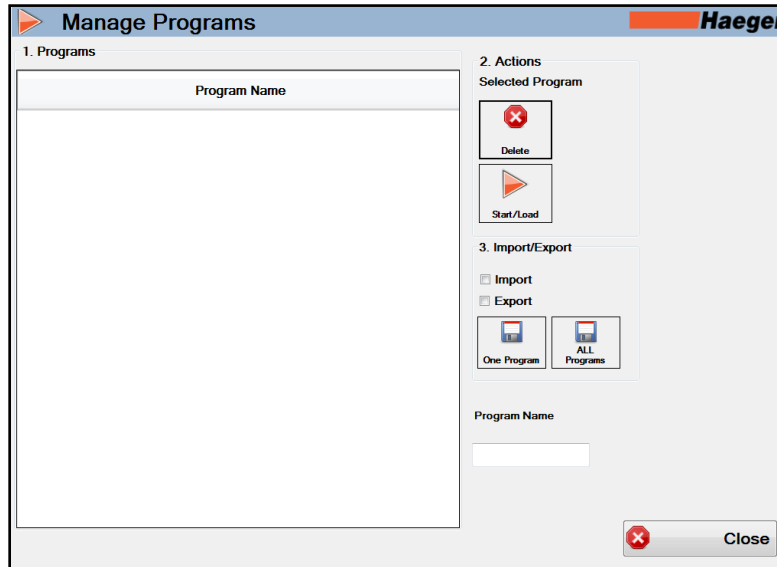 Manage Programs
Haeger
1. Programs
Program Name
2. Actions
Selected Program
Delete
Start/Load
3. Import/Export
Import
Export
One Program
ALL
Programs
Program Name
Close